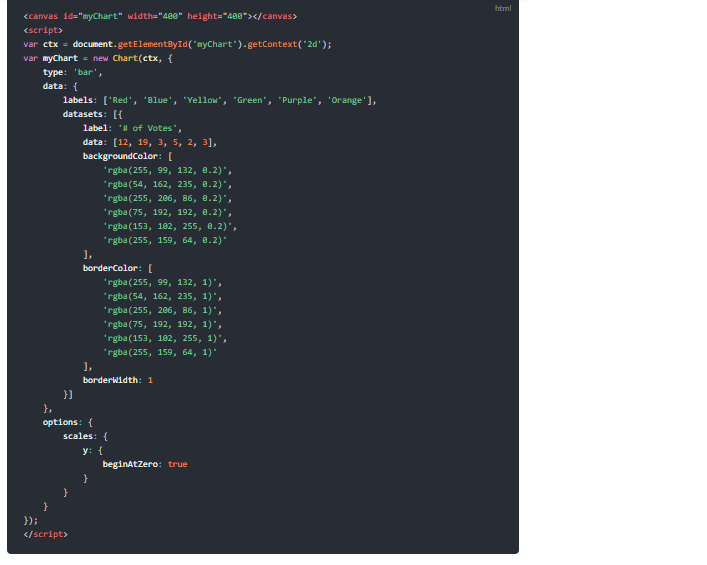 html
<canvas id="myChart" width="400" height="400"></canvas>
<script>
var ctx = document.getElementById('myChart').getContext('2d');
var myChart = new Chart(ctx, {
    type: 'bar',
    data: {
        labels: ['Red', 'Blue', 'Yellow', 'Green', 'Purple', 'Orange'],
        datasets: [{
            label: '# of Votes',
            data: [12, 19, 3, 5, 2, 3],
            backgroundColor: [
                'rgba(255, 99, 132, 0.2)',
                'rgba(54, 162, 235, 0.2)',
                'rgba(255, 206, 86, 0.2)',
                'rgba(75, 192, 192, 0.2)',
                'rgba(153, 102, 255, 0.2)',
                'rgba(255, 159, 64, 0.2)'
            ],
            borderColor: [
                'rgba(255, 99, 132, 1)',
                'rgba(54, 162, 235, 1)',
                'rgba(255, 206, 86, 1)',
                'rgba(75, 192, 192, 1)',
                'rgba(153, 102, 255, 1)',
                'rgba(255, 159, 64, 1)'
            ],
            borderWidth: 1
        }]
    },
    options: {
        scales: {
            y: {
                beginAtZero: true
            }
        }
    }
});
</script>